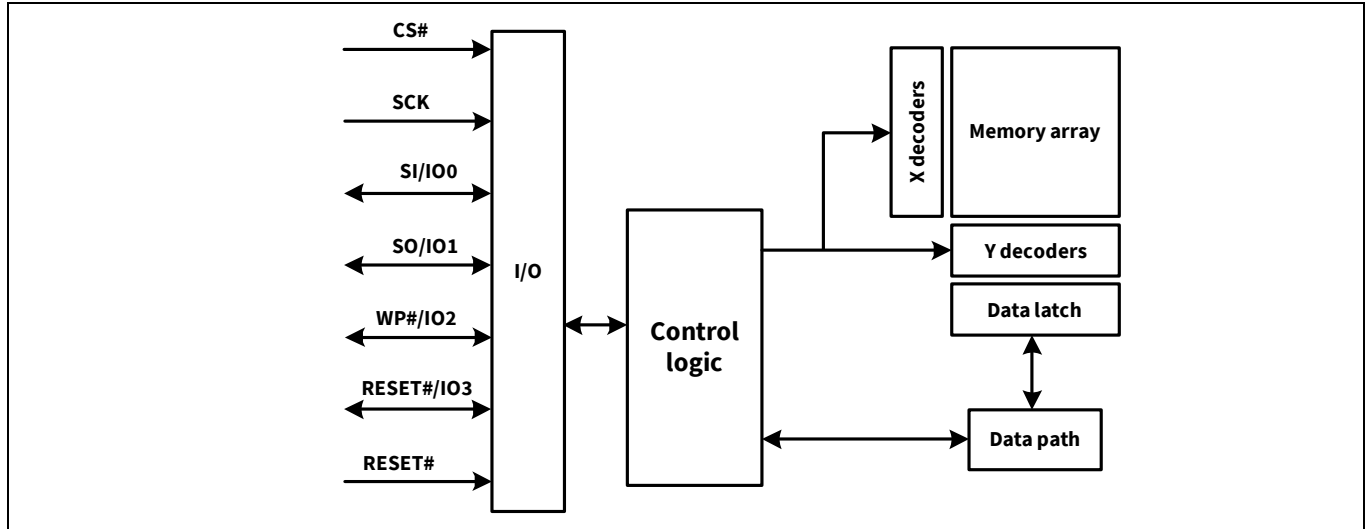 CS#
SCK
SI/IO0
SO/IO1
WP#/IO2
RESET#/IO3
RESET#
I/O
Control
logic
X decoders
Memory array
Y decoders
Data latch
Data path